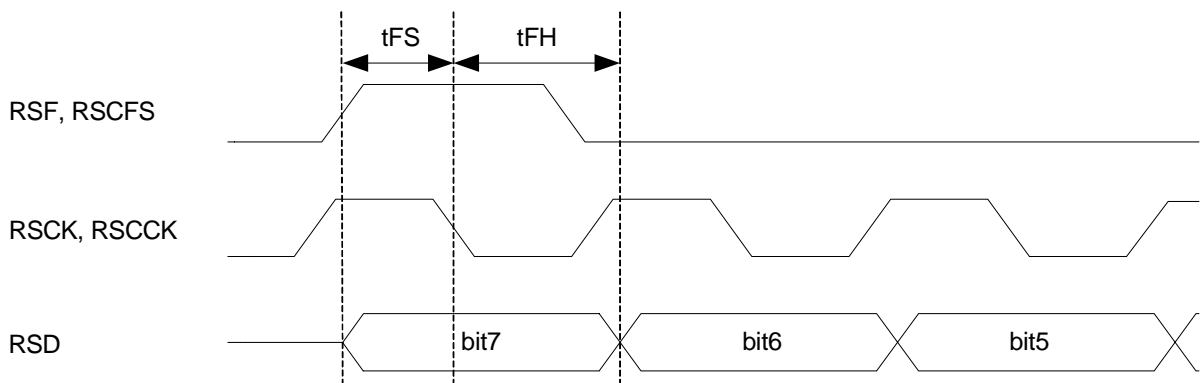 tFS tFH
RSF, RSCFS
RSCK, RSCCK
RSD bit7 bit6 bit5